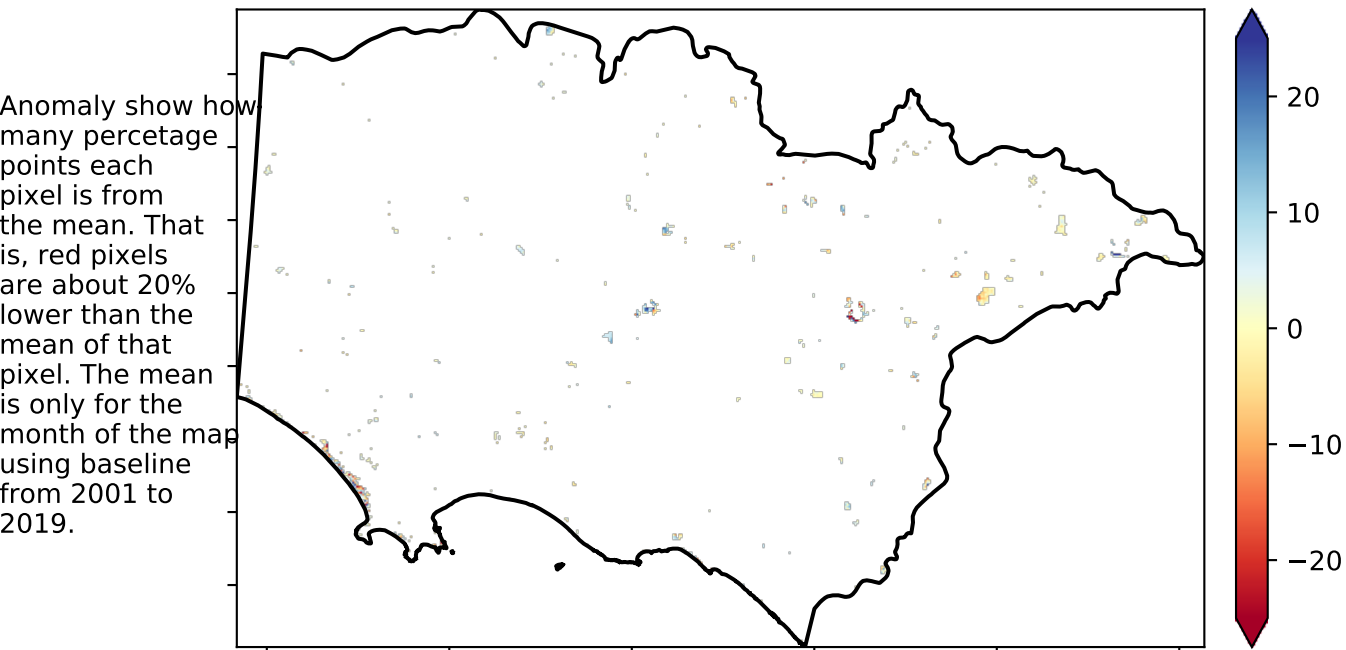 Anomaly show how
many percetage
points each
pixel is from
the mean. That
is, red pixels
are about 20%
lower than the
mean of that
pixel. The mean
is only for the
month of the map
using baseline
from 2001 to
2019.
20
10
0
−10
−20